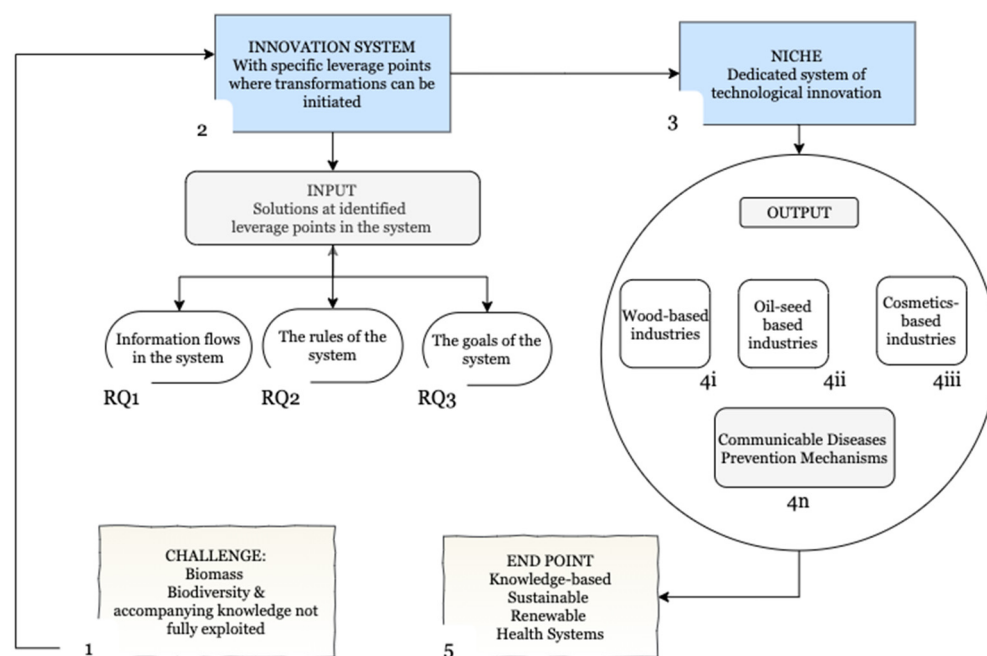 INNOVATION SYSTEM
With specific leverage points
where transformations can be
initiated
2
NICHE
Dedicated system of
technological innovation
3
INPUT
Solutions at identified
leverage points in the system
Information flows
in the system
RQ1
The rules of the
system
RQ2
The goals of the
system
RQ3
OUTPUT
Wood-based
industries
4i
Oil-seed
based
industries
4ii
Cosmetics-
based
industries
4iii
Communicable Diseases
Prevention Mechanisms
4n
CHALLENGE:
Biomass
Biodiversity &
accompanying knowledge not
fully exploited
1
END POINT
Knowledge-based
Sustainable
Renewable
Health Systems
5